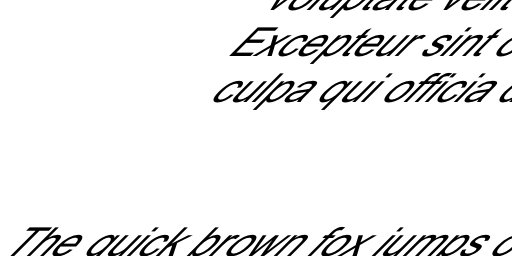 voluptate velit
Excepteur sint
culpa qui officia
The quick brown fox jumps